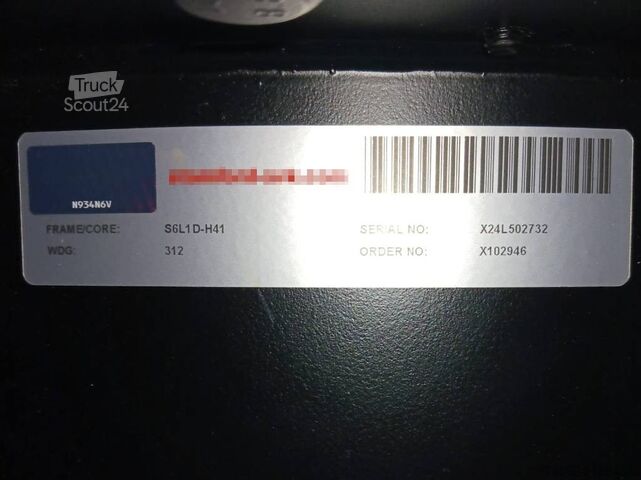 Truck
Scout24
N934N6V
FRAME/CORE: S6L1D-H41 SERIAL NO: X24L502732
WDG: 312 ORDER NO: X102946